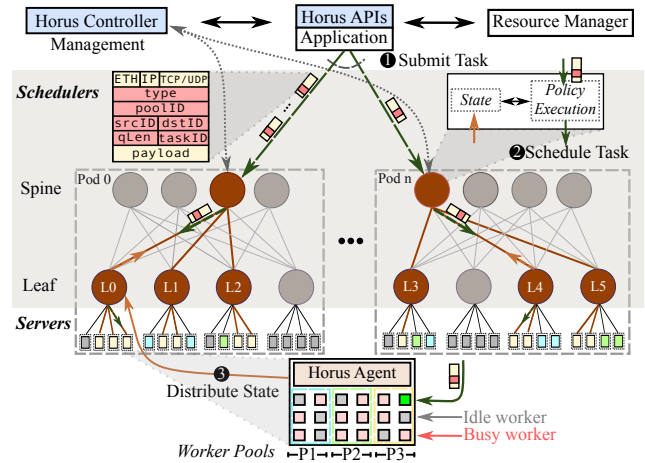 Horus Controller
Management
Horus APIs
Application
Resource Manager
❶ Submit Task
Schedulers
ETH IP TCP/UDP
type
poolID
srcID dstID
qLen taskID
payload
...
State
Policy
Execution
❷ Schedule Task
Spine
Pod 0
Pod n
...
Leaf
L0
L1
L2
L3
L4
L5
Servers
❸
Distribute State
Horus Agent
Idle worker
Busy worker
Worker Pools
P1
P2
P3